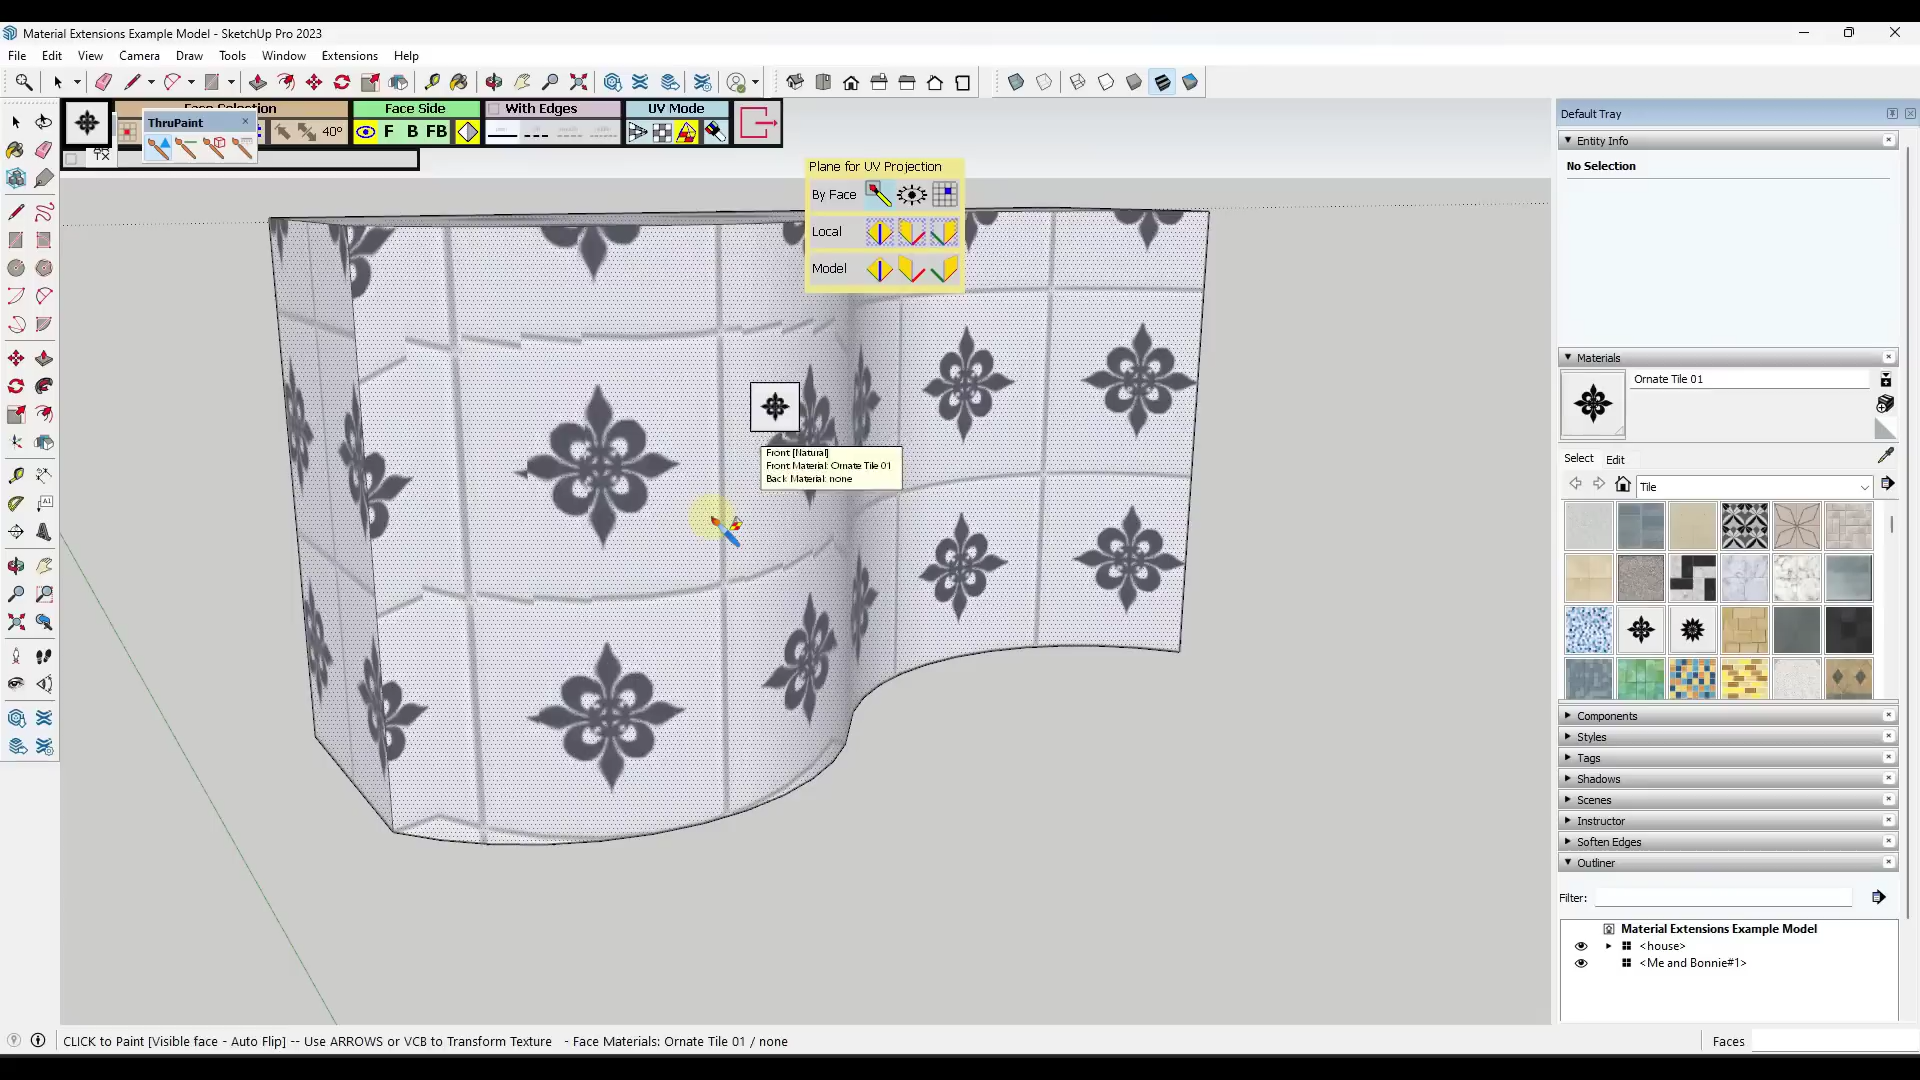 Material Extensions Example Model - SketchUp Pro 2023
File Edit View Camera Draw Tools Window Extensions Help
Face Side With Edges UV Mode
ThruPaint
40°
F B FB
TX
Plane for UV Projection
By Face
Local
Model
Front [Natural]
Front Material: Ornate Tile 01
Back Material: none
A1
Default Tray
Entity Info
No Selection
Materials
Ornate Tile 01
Select Edit
Tile
Components
Styles
Tags
Shadows
Scenes
Instructor
Soften Edges
Outliner
Filter:
Material Extensions Example Model
<house>
<Me and Bonnie#1>
CLICK to Paint [Visible face - Auto Flip] -- Use ARROWS or VCB to Transform Texture - Face Materials: Ornate Tile 01 / none
Faces